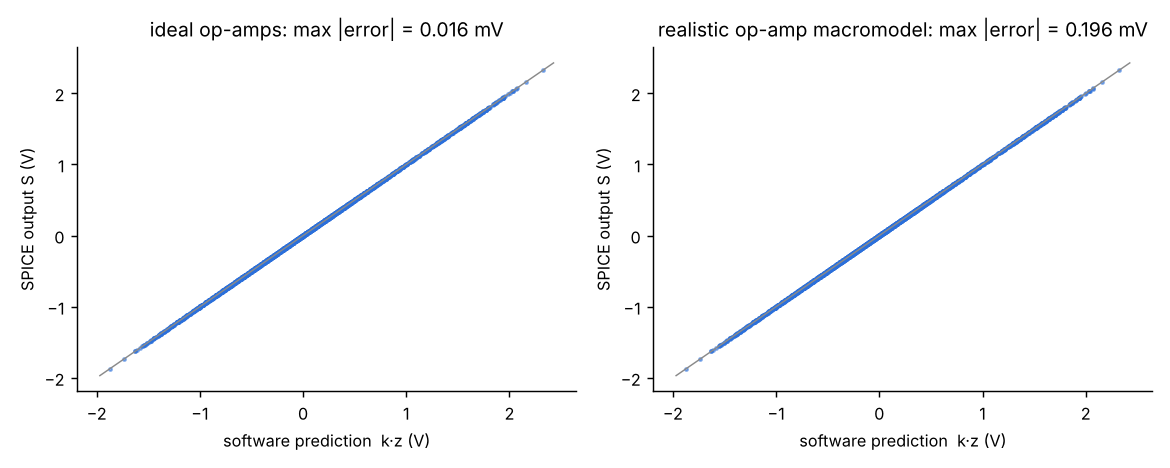 ideal op-amps: max |error| = 0.016 mV
SPICE output S (V)
2
1
0
−1
−2
−2 −1 0 1 2
software prediction k·z (V)
realistic op-amp macromodel: max |error| = 0.196 mV
SPICE output S (V)
2
1
0
−1
−2
−2 −1 0 1 2
software prediction k·z (V)